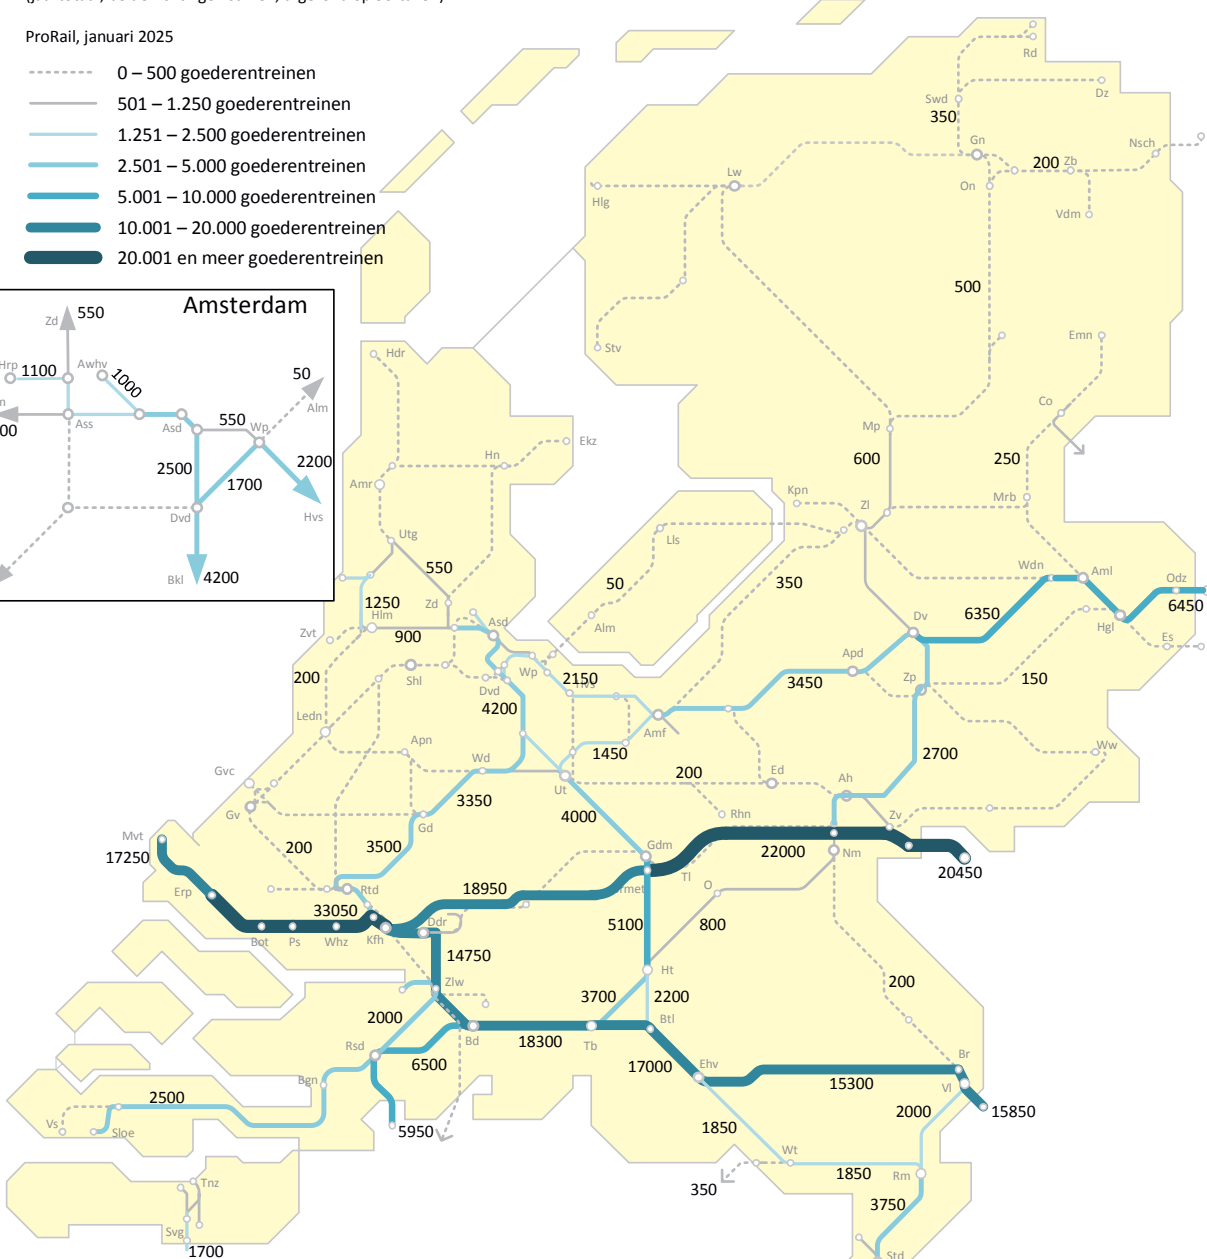 ProRail, januari 2025
0 – 500 goederentreinen
501 – 1.250 goederentreinen
1.251 – 2.500 goederentreinen
2.501 – 5.000 goederentreinen
5.001 – 10.000 goederentreinen
10.001 – 20.000 goederentreinen
20.001 en meer goederentreinen
Amsterdam
Zd 550
Hrp 1100 Awhv 1000
50
Alm
00
Ass
Asd
550
Wp
2500
1700
2200
Dvd
Hvs
Bkl 4200
Rd
Dz
Swd
350
Gn
Nsch
200 Zb
On
Vdm
Lw
Hlg
500
Stv
Emn
Hdr
Co
Mp
Ekz
Hn
600
250
Amr
Kpn
Mrb
Zl
Utg
Lls
550
Wdn
Aml
Odz
50
350
1250
Zd
6450
Hlm
6350
Hgl
Alm
Asd
Dv
Zvt
900
Es
Wp
Apd
200
Shl
2150
Hvs
3450
Zp
150
Dvd
4200
Ledn
Amf
Apn
1450
2700
Ww
Wd
Gvc
200
Ed
Ah
Ut
3350
Gv
4000
Rhn
Zv
Gd
Mvt
17250
200
3500
Gdm
22000
Nm
Tl
20450
Erp
Rtd
18950
rmet
O
33050
Ddr
5100
800
Bot
Ps
Whz
Kfh
14750
Ht
Zlw
200
3700
2200
2000
Btl
Bd
18300
Tb
Rsd
6500
17000
Ehv
Br
Bgn
15300
Vl
2500
2000
15850
Vs
Sloe
5950
1850
Wt
1850
Rm
350
Tnz
3750
Svg
1700
Std